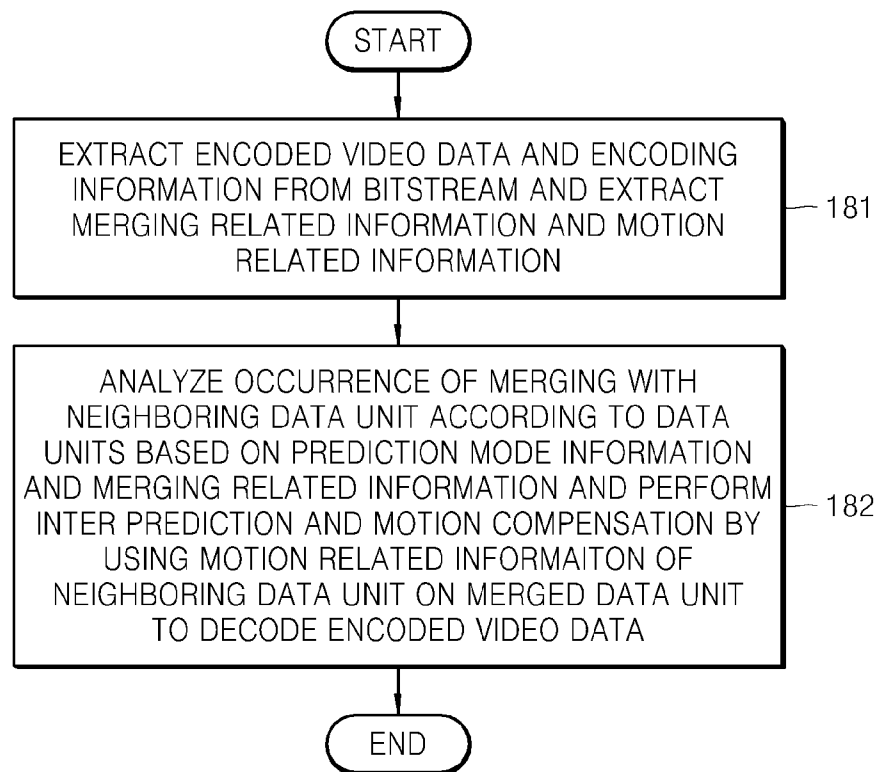 START
EXTRACT ENCODED VIDEO DATA AND ENCODING
INFORMATION FROM BITSTREAM AND EXTRACT
MERGING RELATED INFORMATION AND MOTION
RELATED INFORMATION
181
ANALYZE OCCURRENCE OF MERGING WITH
NEIGHBORING DATA UNIT ACCORDING TO DATA
UNITS BASED ON PREDICTION MODE INFORMATION
AND MERGING RELATED INFORMATION AND PERFORM
INTER PREDICTION AND MOTION COMPENSATION BY
USING MOTION RELATED INFORMAITON OF
NEIGHBORING DATA UNIT ON MERGED DATA UNIT
TO DECODE ENCODED VIDEO DATA
182
END